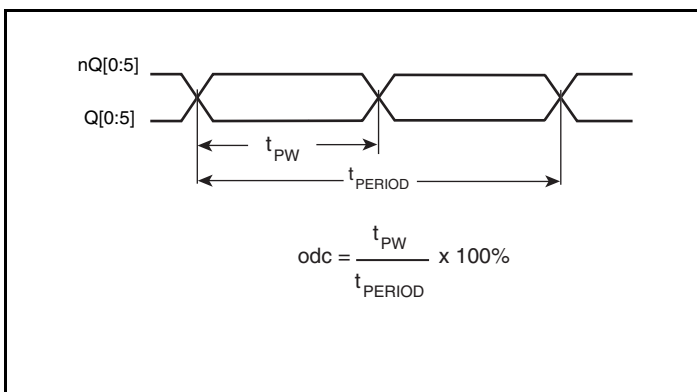 nQ[0:5]
Q[0:5]
tPW
tPERIOD
odc = tPW / tPERIOD x 100%